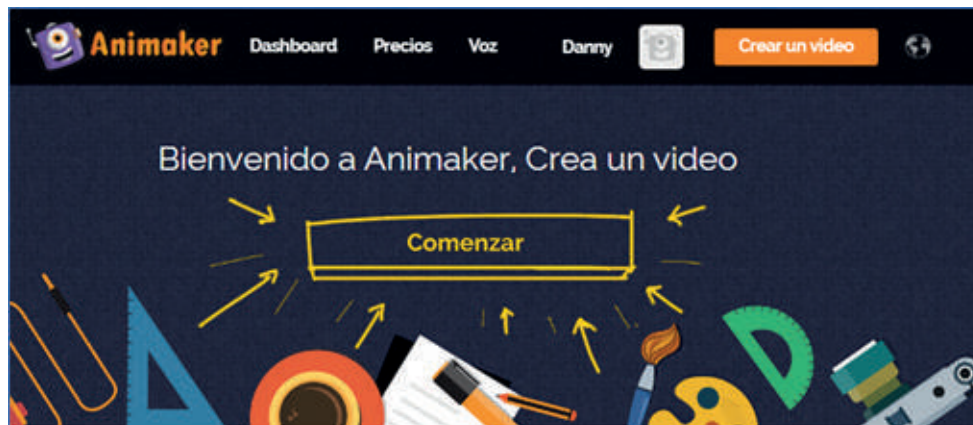 Animaker Dashboard Precios Voz Danny Crear un video
Bienvenido a Animaker, Crea un video
Comenzar